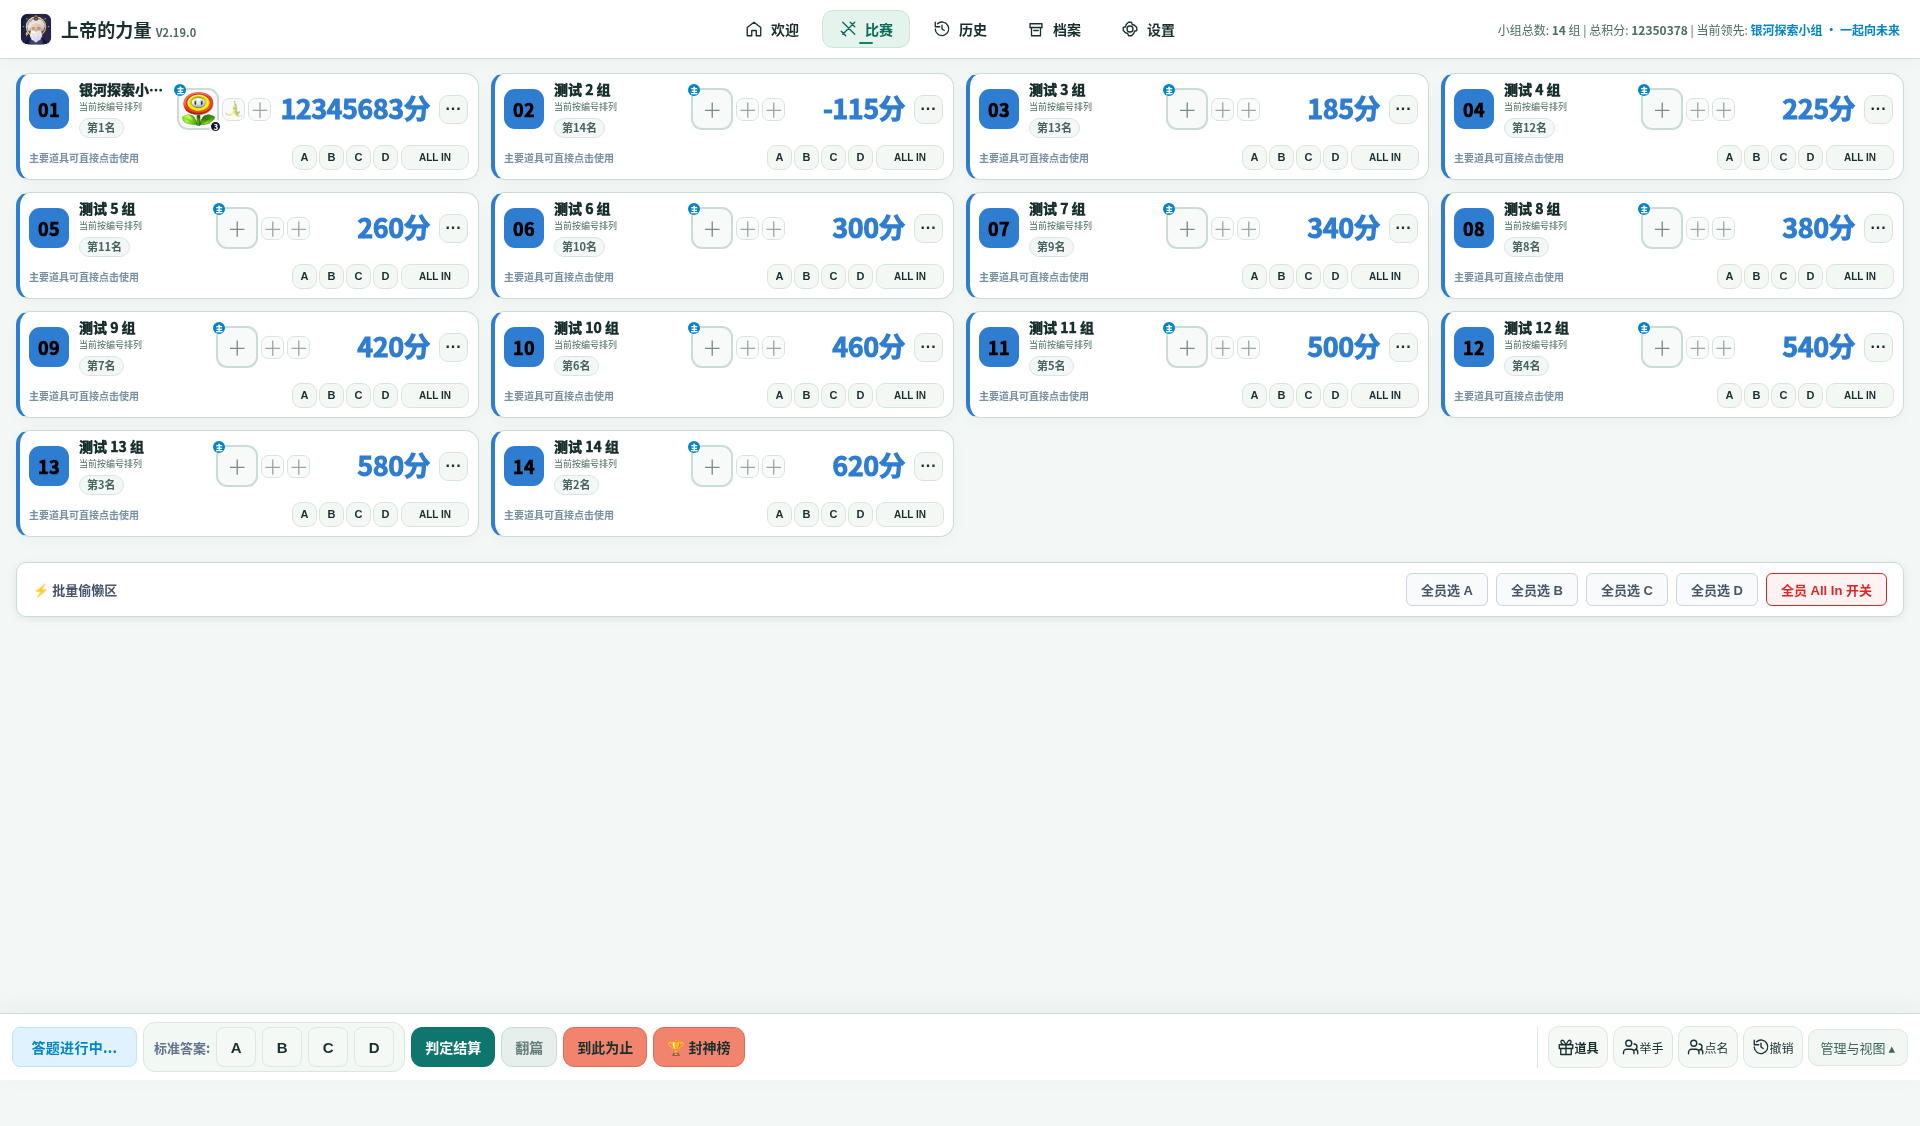 上帝的力量 V2.19.0
欢迎
比赛
历史
档案
设置
小组总数: 14 组 | 总积分: 12350378 | 当前领先: 银河探索小组 · 一起向未来
01
银河探索小…
当前按编号排列
第1名
主
3
12345683分
···
主要道具可直接点击使用
A B C D ALL IN
02
测试 2 组
当前按编号排列
第14名
主
-115分
···
主要道具可直接点击使用
A B C D ALL IN
03
测试 3 组
当前按编号排列
第13名
主
185分
···
主要道具可直接点击使用
A B C D ALL IN
04
测试 4 组
当前按编号排列
第12名
主
225分
···
主要道具可直接点击使用
A B C D ALL IN
05
测试 5 组
当前按编号排列
第11名
主
260分
···
主要道具可直接点击使用
A B C D ALL IN
06
测试 6 组
当前按编号排列
第10名
主
300分
···
主要道具可直接点击使用
A B C D ALL IN
07
测试 7 组
当前按编号排列
第9名
主
340分
···
主要道具可直接点击使用
A B C D ALL IN
08
测试 8 组
当前按编号排列
第8名
主
380分
···
主要道具可直接点击使用
A B C D ALL IN
09
测试 9 组
当前按编号排列
第7名
主
420分
···
主要道具可直接点击使用
A B C D ALL IN
10
测试 10 组
当前按编号排列
第6名
主
460分
···
主要道具可直接点击使用
A B C D ALL IN
11
测试 11 组
当前按编号排列
第5名
主
500分
···
主要道具可直接点击使用
A B C D ALL IN
12
测试 12 组
当前按编号排列
第4名
主
540分
···
主要道具可直接点击使用
A B C D ALL IN
13
测试 13 组
当前按编号排列
第3名
主
580分
···
主要道具可直接点击使用
A B C D ALL IN
14
测试 14 组
当前按编号排列
第2名
主
620分
···
主要道具可直接点击使用
A B C D ALL IN
⚡ 批量偷懒区
全员选 A
全员选 B
全员选 C
全员选 D
全员 All In 开关
答题进行中...
标准答案: A B C D
判定结算
翻篇
到此为止
🏆 封神榜
道具
举手
点名
撤销
管理与视图 ▴